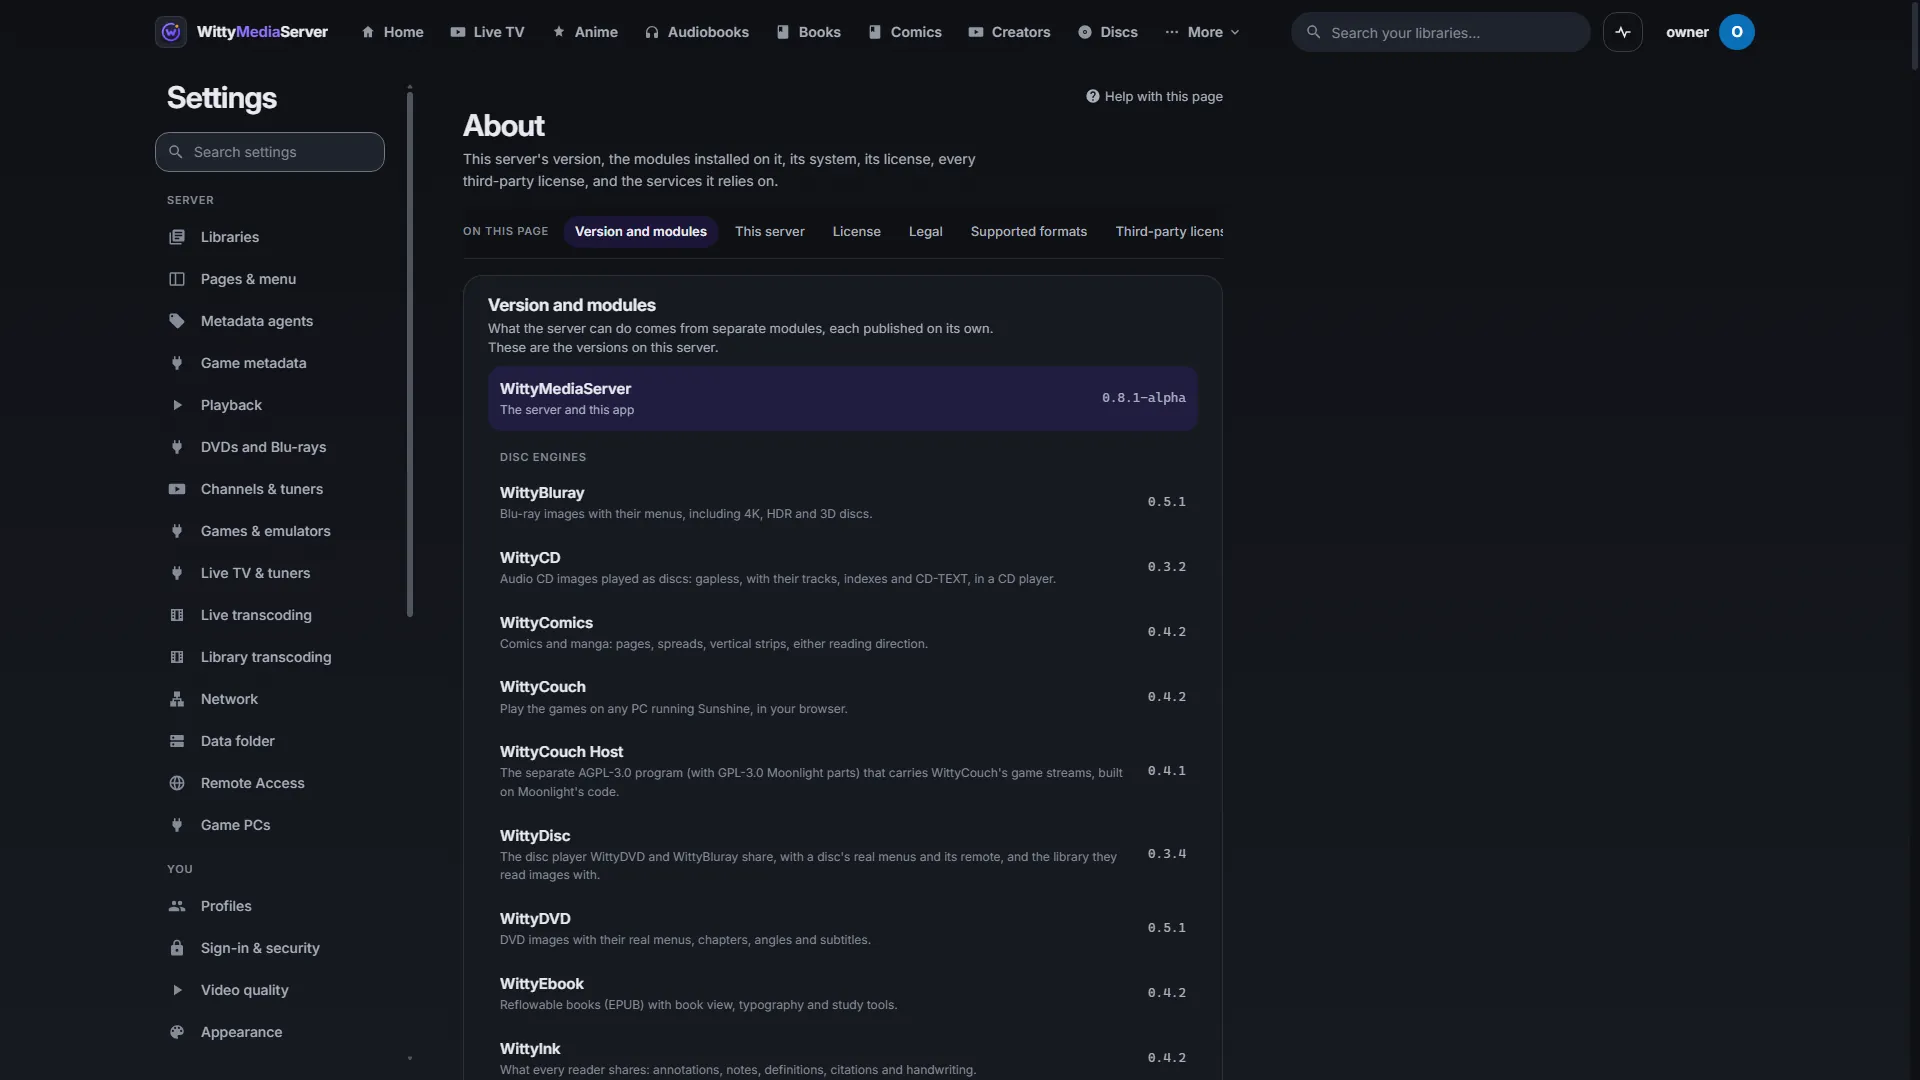 WittyMediaServer
Home
Live TV
Anime
Audiobooks
Books
Comics
Creators
Discs
More
Search your libraries...
owner
O
Settings
Search settings
SERVER
Libraries
Pages & menu
Metadata agents
Game metadata
Playback
DVDs and Blu-rays
Channels & tuners
Games & emulators
Live TV & tuners
Live transcoding
Library transcoding
Network
Data folder
Remote Access
Game PCs
YOU
Profiles
Sign-in & security
Video quality
Appearance
Help with this page
About
This server's version, the modules installed on it, its system, its license, every
third-party license, and the services it relies on.
ON THIS PAGE
Version and modules
This server
License
Legal
Supported formats
Third-party licens
Version and modules
What the server can do comes from separate modules, each published on its own.
These are the versions on this server.
WittyMediaServer
The server and this app
0.8.1-alpha
DISC ENGINES
WittyBluray
Blu-ray images with their menus, including 4K, HDR and 3D discs.
0.5.1
WittyCD
Audio CD images played as discs: gapless, with their tracks, indexes and CD-TEXT, in a CD player.
0.3.2
WittyComics
Comics and manga: pages, spreads, vertical strips, either reading direction.
0.4.2
WittyCouch
Play the games on any PC running Sunshine, in your browser.
0.4.2
WittyCouch Host
The separate AGPL-3.0 program (with GPL-3.0 Moonlight parts) that carries WittyCouch's game streams, built
on Moonlight's code.
0.4.1
WittyDisc
The disc player WittyDVD and WittyBluray share, with a disc's real menus and its remote, and the library they
read images with.
0.3.4
WittyDVD
DVD images with their real menus, chapters, angles and subtitles.
0.5.1
WittyEbook
Reflowable books (EPUB) with book view, typography and study tools.
0.4.2
WittyInk
What every reader shares: annotations, notes, definitions, citations and handwriting.
0.4.2